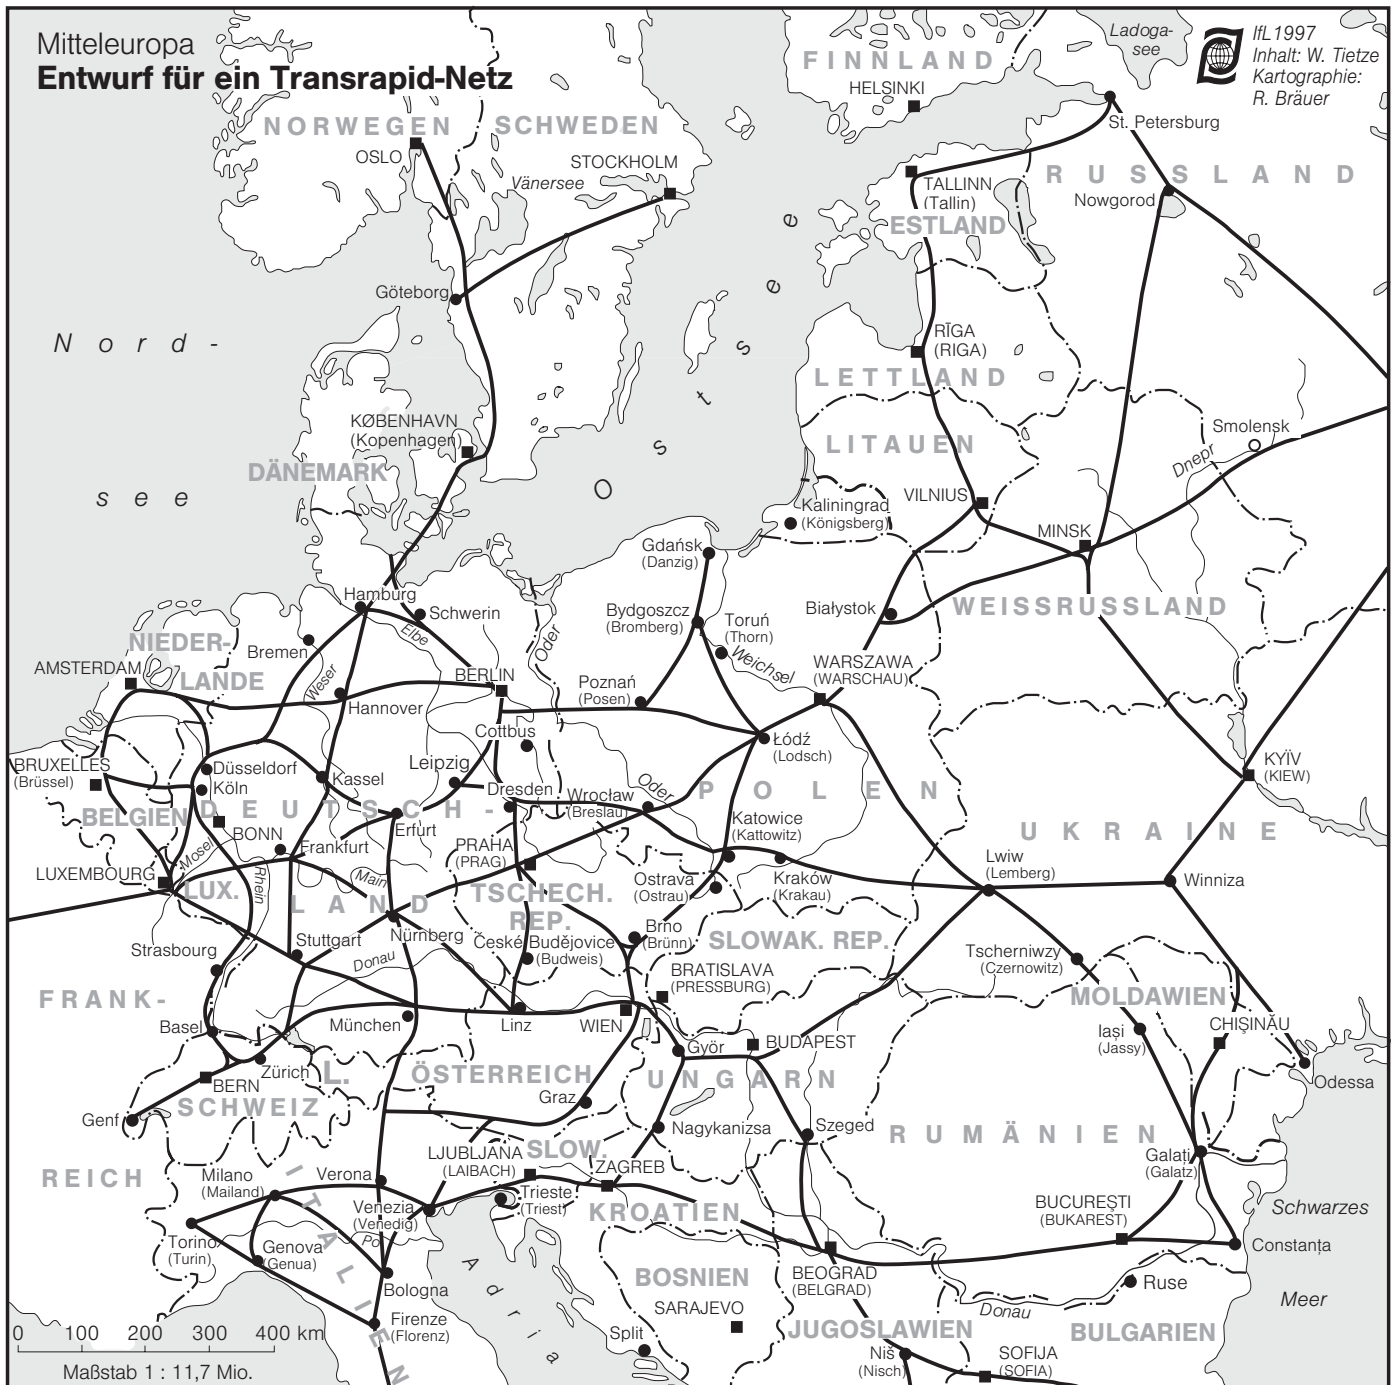 Mitteleuropa
Entwurf für ein Transrapid-Netz
IfL1997
Inhalt: W. Tietze
Kartographie:
R. Bräuer
Ladoga-
see
FINNLAND
HELSINKI
St. Petersburg
NORWEGEN
SCHWEDEN
OSLO
STOCKHOLM
Vänersee
RUSSLAND
TALLINN
(Tallin)
Nowgorod
ESTLAND
Göteborg
Nord-
see
Ostsee
RĪGA
(RIGA)
LETTLAND
KØBENHAVN
(Kopenhagen)
DÄNEMARK
LITAUEN
Smolensk
Dnepr
VILNIUS
Kaliningrad
(Königsberg)
MINSK
Gdańsk
(Danzig)
Hamburg
Schwerin
Elbe
Oder
Bydgoszcz
(Bromberg)
Toruń
(Thorn)
Białystok
WEISSRUSSLAND
NIEDER-
LANDE
Bremen
Weser
AMSTERDAM
BERLIN
Weichsel
WARSZAWA
(WARSCHAU)
Poznań
(Posen)
Hannover
Cottbus
Łódź
(Lodsch)
BRUXELLES
(Brüssel)
Düsseldorf
Köln
Kassel
Leipzig
Dresden
Wrocław
(Breslau)
Oder
POLEN
KYÏV
(KIEW)
BELGIEN
DEUTSCH-
LAND
BONN
Erfurt
Frankfurt
Katowice
(Kattowitz)
UKRAINE
Mosel
PRAHA
(PRAG)
LUXEMBOURG
LUX.
Rhein
Main
TSCHECH.
REP.
Ostrava
(Ostrau)
Kraków
(Krakau)
Lwiw
(Lemberg)
Winniza
Strasbourg
Stuttgart
Nürnberg
Donau
České Budějovice
(Budweis)
Brno
(Brünn)
SLOWAK. REP.
Tscherniwzy
(Czernowitz)
BRATISLAVA
(PRESSBURG)
FRANK-
REICH
MOLDAWIEN
Basel
München
Linz
WIEN
Iași
(Jassy)
CHIŞINĂU
Györ
BUDAPEST
Zürich
BERN
L.
ÖSTERREICH
UNGARN
Odessa
SCHWEIZ
Graz
Genf
Nagykanizsa
Szeged
RUMÄNIEN
LJUBLJANA
(LAIBACH)
SLOW.
Galați
(Galatz)
Milano
(Mailand)
Verona
ZAGREB
ITALIEN
Venezia
(Venedig)
Trieste
(Triest)
KROATIEN
BUCUREŞTI
(BUKAREST)
Schwarzes
Meer
Torino
(Turin)
Genova
(Genua)
Po
Constanța
Bologna
Adria
BOSNIEN
BEOGRAD
(BELGRAD)
Ruse
Donau
SARAJEVO
Firenze
(Florenz)
Split
JUGOSLAWIEN
BULGARIEN
Niš
(Nisch)
SOFIJA
(SOFIA)
0 100 200 300 400 km
Maßstab 1 : 11,7 Mio.